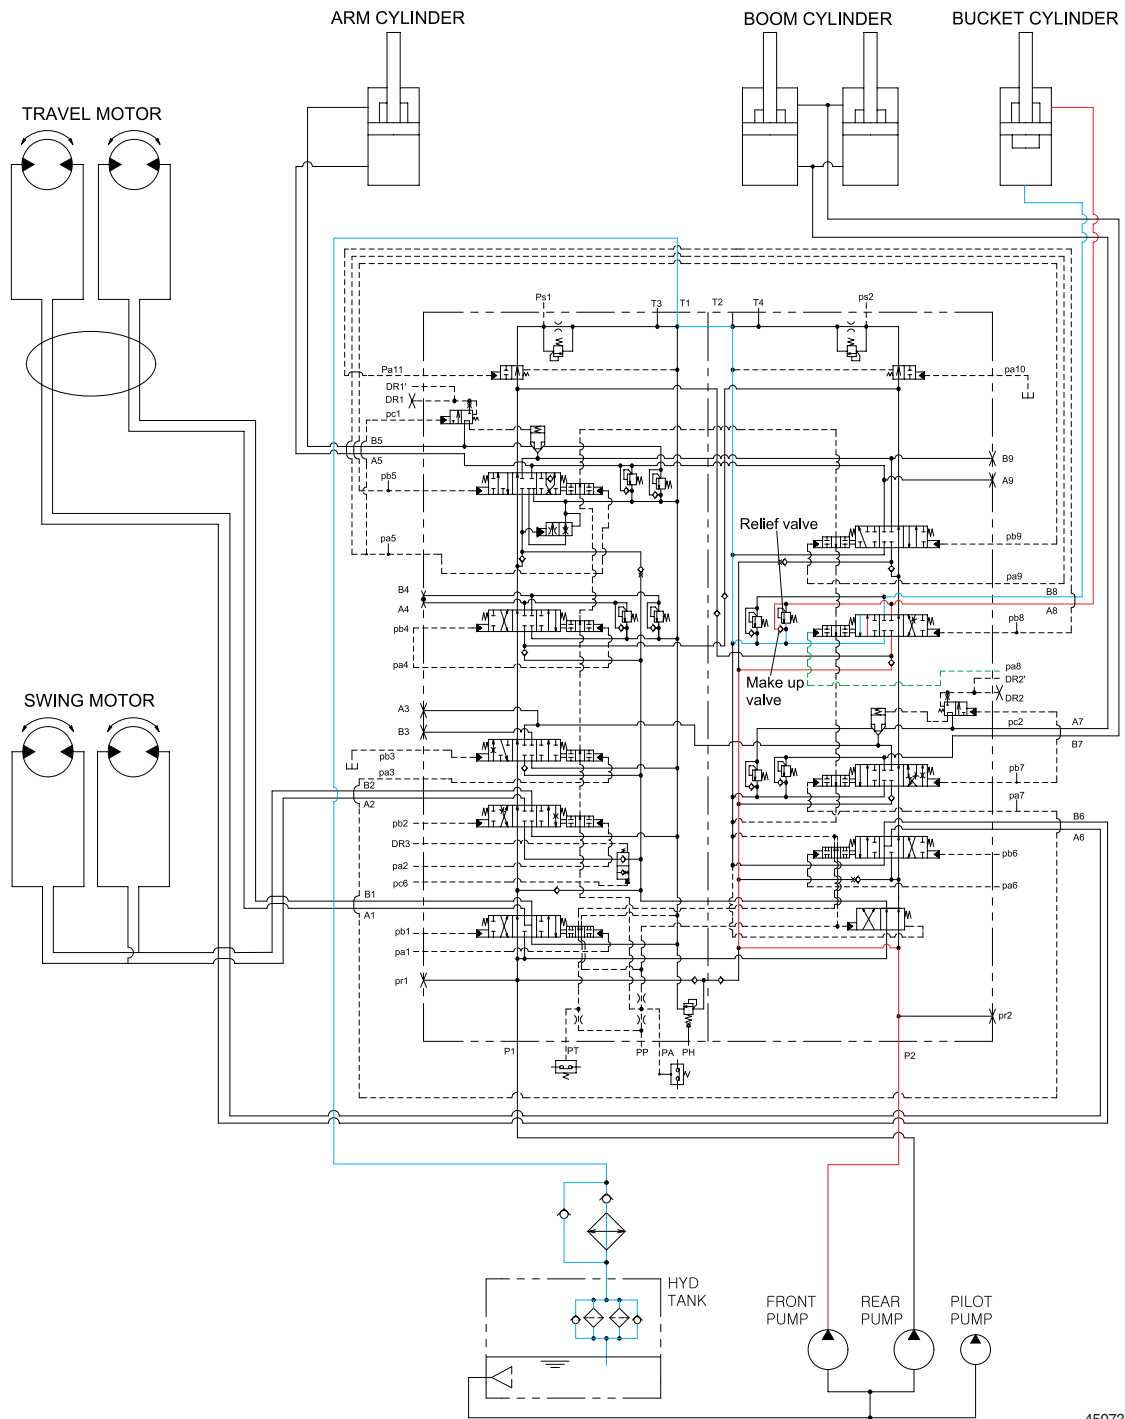 ARM CYLINDER
BOOM CYLINDER
BUCKET CYLINDER
TRAVEL MOTOR
Ps1
T3
T1
T2
T4
ps2
Pa11
pa10
DR1'
DR1
pc1
B5
A5
B9
pb5
A9
Relief valve
pa5
pb9
pa9
B4
B8
A4
A8
pb4
pb8
pa4
pa8
Make up
valve
DR2'
DR2
SWING MOTOR
A3
pc2
A7
B3
B7
pb3
pa3
pb7
B2
pa7
A2
B6
pb2
A6
DR3
pb6
pa2
pc6
pa6
B1
A1
pb1
pa1
pr1
pr2
P1
PT
PP
PA
PH
P2
HYD
TANK
FRONT
PUMP
REAR
PUMP
PILOT
PUMP